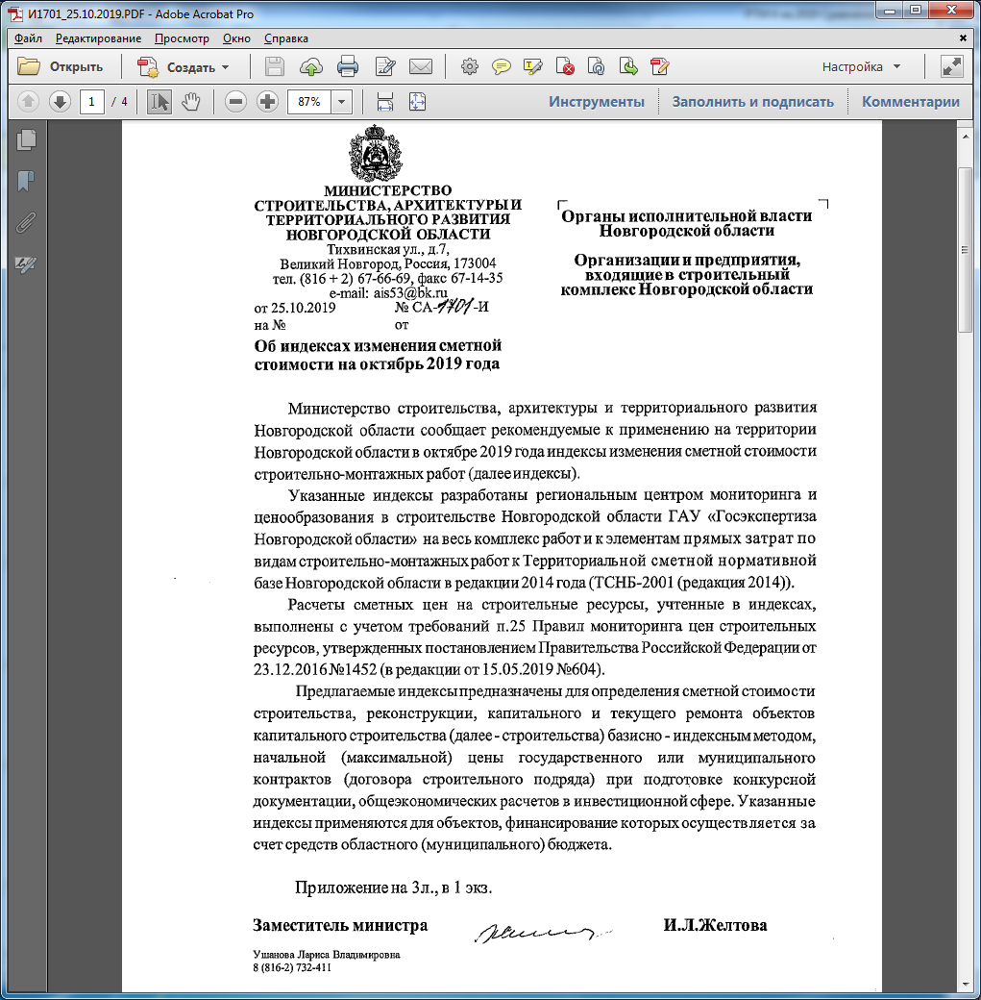 И1701_25.10.2019.PDF - Adobe Acrobat Pro
Файл Редактирование Просмотр Окно Справка
Открыть Создать Настройка
1 / 4 87% Инструменты Заполнить и подписать Комментарии
МИНИСТЕРСТВО
СТРОИТЕЛЬСТВА, АРХИТЕКТУРЫ И
ТЕРРИТОРИАЛЬНОГО РАЗВИТИЯ
НОВГОРОДСКОЙ ОБЛАСТИ
Тихвинская ул., д.7,
Великий Новгород, Россия, 173004
тел. (816 + 2) 67-66-69, факс 67-14-35
e-mail: ais53@bk.ru
от 25.10.2019 № СА-1701-И
на № от
Органы исполнительной власти
Новгородской области
Организации и предприятия,
входящие в строительный
комплекс Новгородской области
Об индексах изменения сметной
стоимости на октябрь 2019 года
Министерство строительства, архитектуры и территориального развития
Новгородской области сообщает рекомендуемые к применению на территории
Новгородской области в октябре 2019 года индексы изменения сметной стоимости
строительно-монтажных работ (далее индексы).
Указанные индексы разработаны региональным центром мониторинга и
ценообразования в строительстве Новгородской области ГАУ «Госэкспертиза
Новгородской области» на весь комплекс работ и к элементам прямых затрат по
видам строительно-монтажных работ к Территориальной сметной нормативной
базе Новгородской области в редакции 2014 года (ТСНБ-2001 (редакция 2014)).
Расчеты сметных цен на строительные ресурсы, учтенные в индексах,
выполнены с учетом требований п.25 Правил мониторинга цен строительных
ресурсов, утвержденных постановлением Правительства Российской Федерации от
23.12.2016 №1452 (в редакции от 15.05.2019 №604).
Предлагаемые индексы предназначены для определения сметной стоимости
строительства, реконструкции, капитального и текущего ремонта объектов
капитального строительства (далее - строительства) базисно - индексным методом,
начальной (максимальной) цены государственного или муниципального
контрактов (договора строительного подряда) при подготовке конкурсной
документации, общеэкономических расчетов в инвестиционной сфере. Указанные
индексы применяются для объектов, финансирование которых осуществляется за
счет средств областного (муниципального) бюджета.
Приложение на 3л., в 1 экз.
Заместитель министра И.Л.Желтова
Ушанова Лариса Владимировна
8 (816-2) 732-411